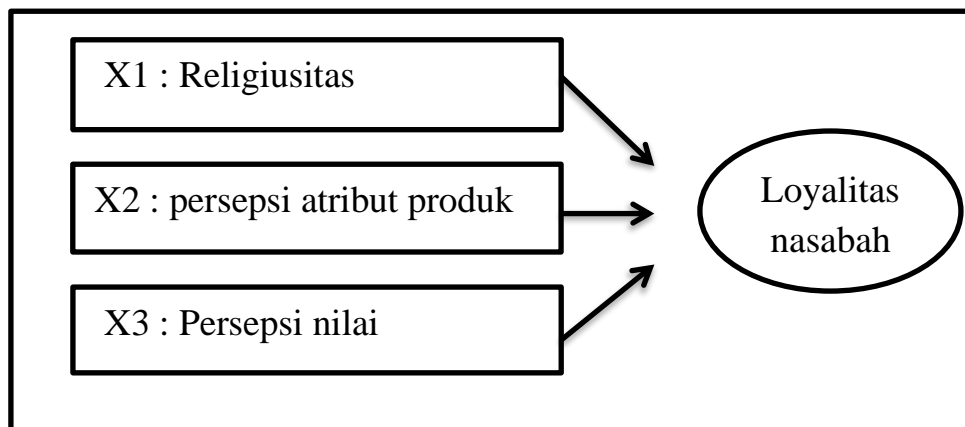 X1 : Religiusitas
X2 : persepsi atribut produk
X3 : Persepsi nilai
Loyalitas
nasabah